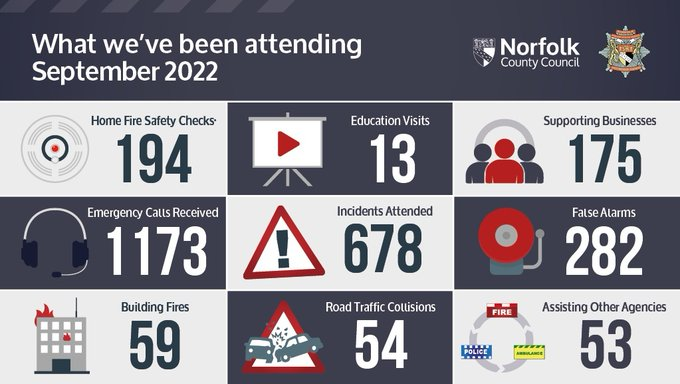 What we've been attending
September 2022
Norfolk
County Council
Home Fire Safety Checks*
194
Education Visits
13
Supporting Businesses
175
Emergency Calls Received
1173
Incidents Attended
678
False Alarms
282
Building Fires
59
Road Traffic Collisions
54
FIRE
POLICE
AMBULANCE
Assisting Other Agencies
53